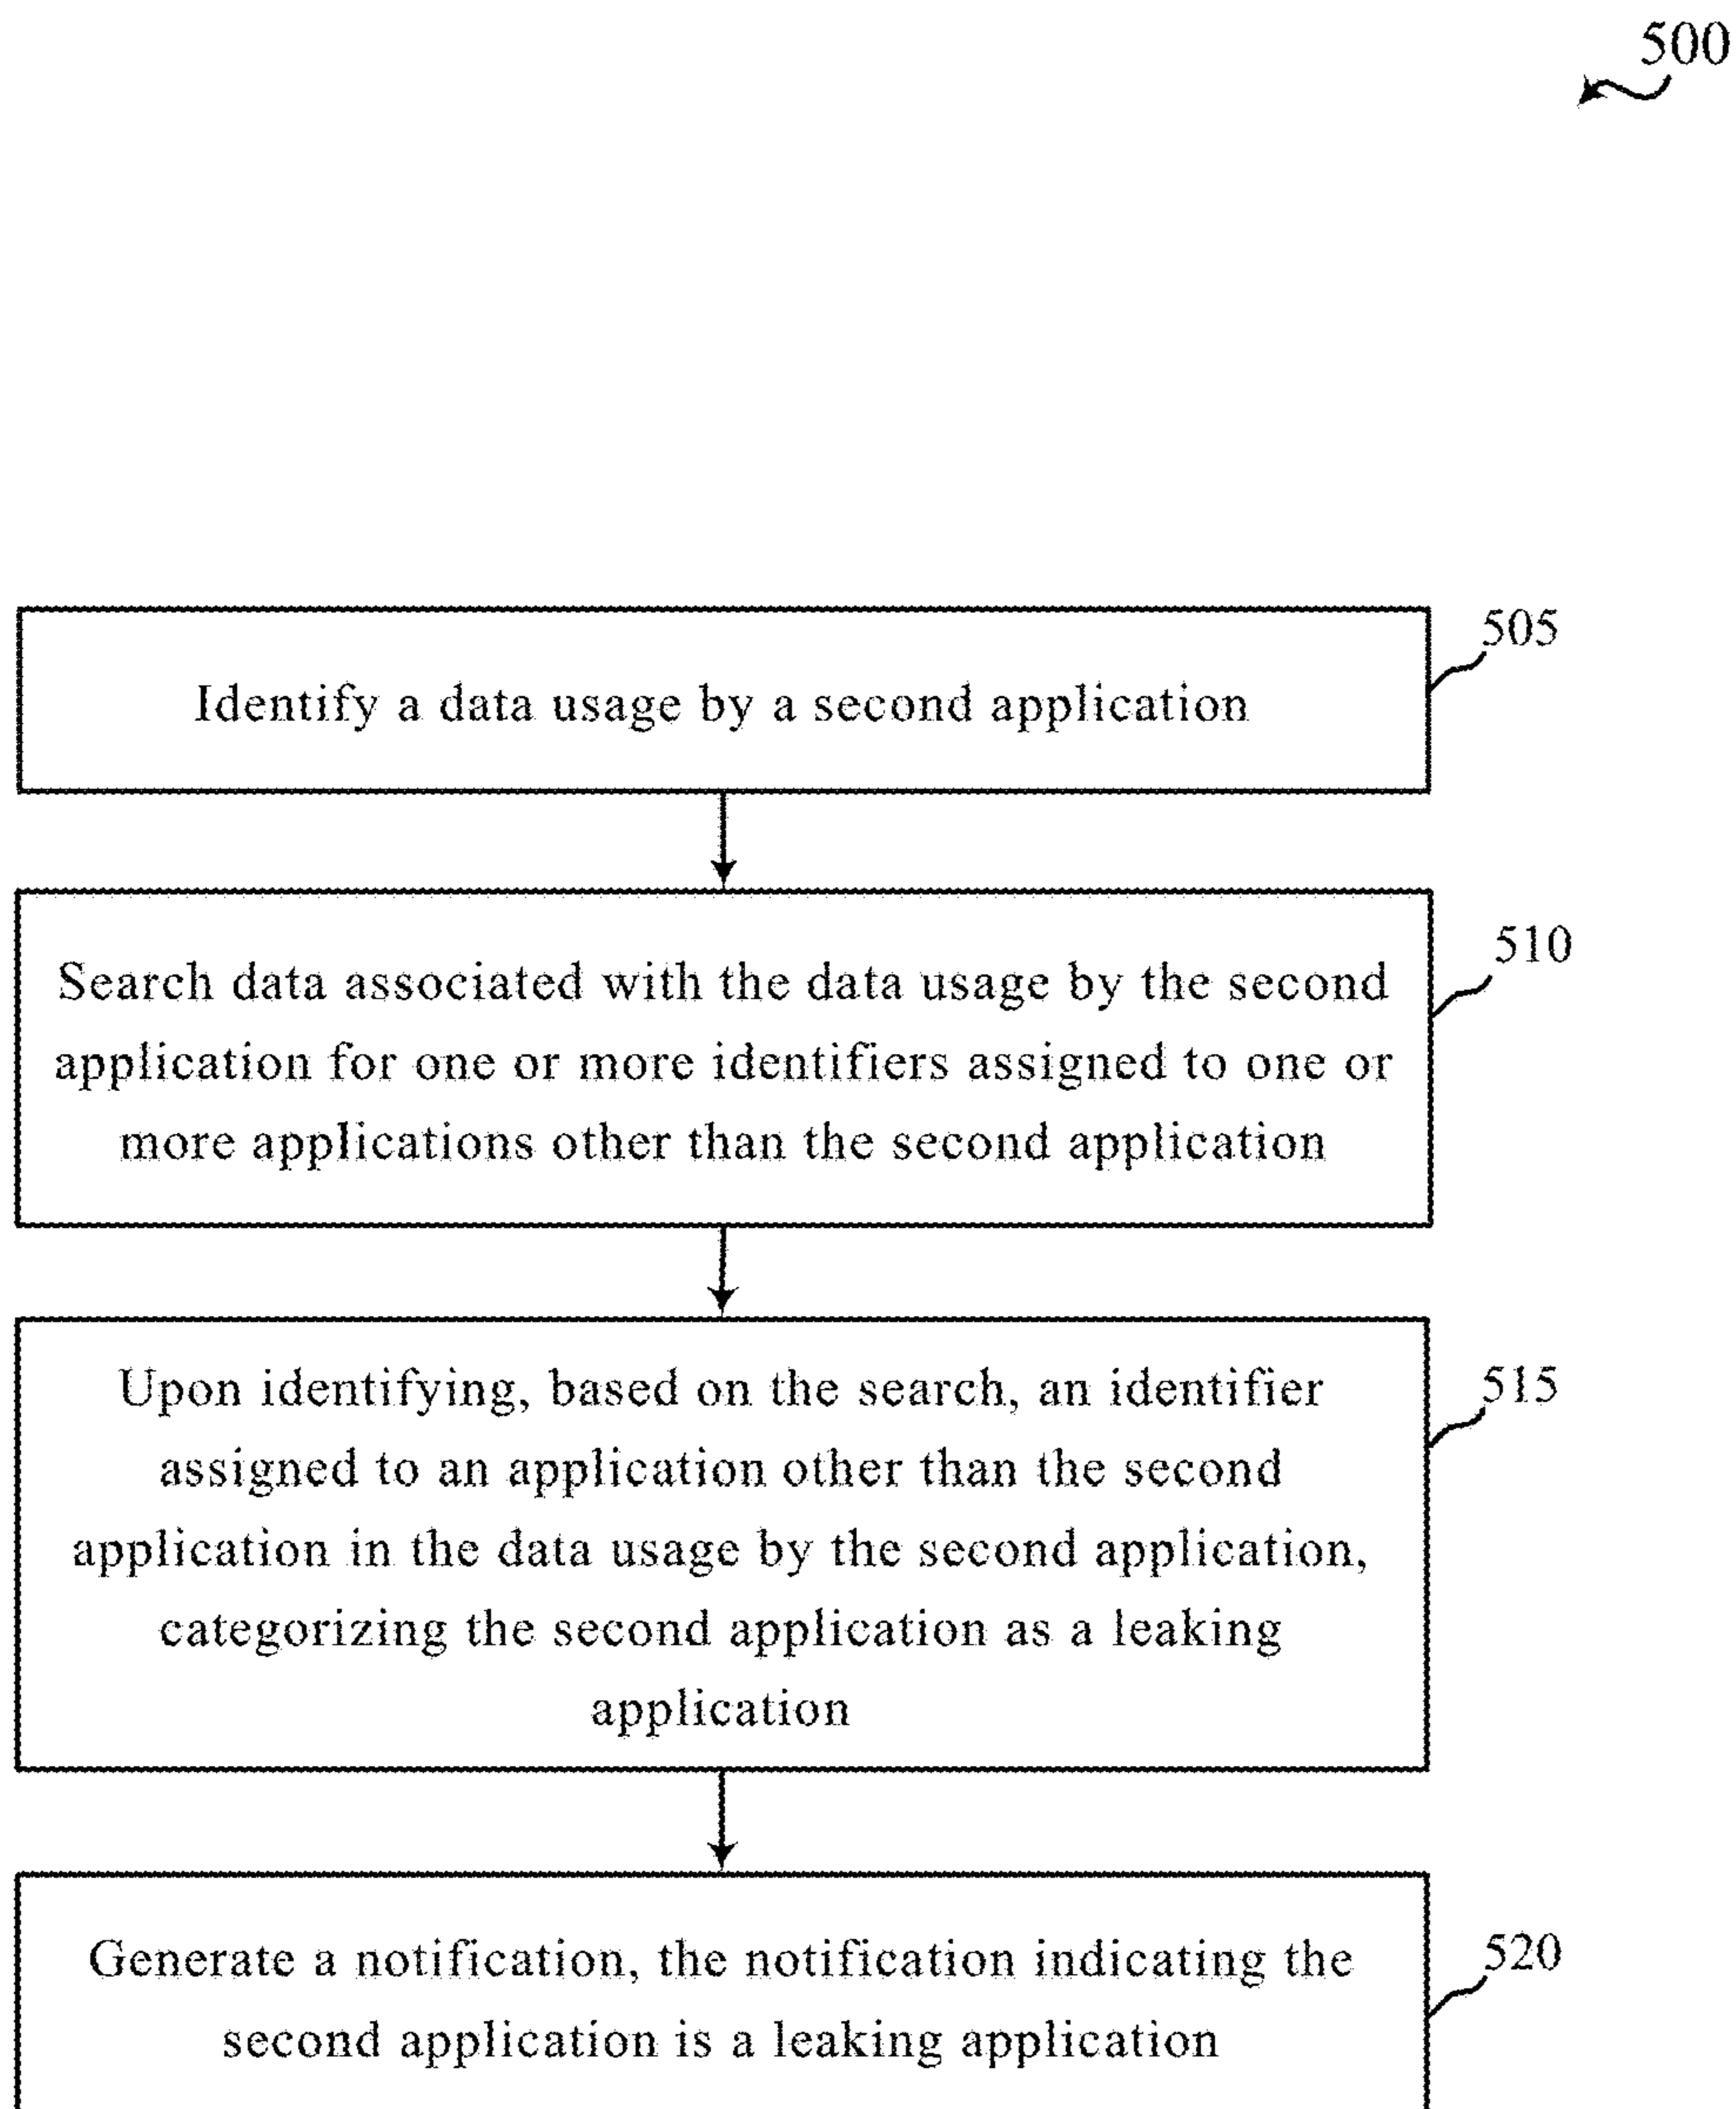 500
505
Identify a data usage by a second application
510
Search data associated with the data usage by the second
application for one or more identifiers assigned to one or
more applications other than the second application
515
Upon identifying, based on the search, an identifier
assigned to an application other than the second
application in the data usage by the second application,
categorizing the second application as a leaking
application
520
Generate a notification, the notification indicating the
second application is a leaking application